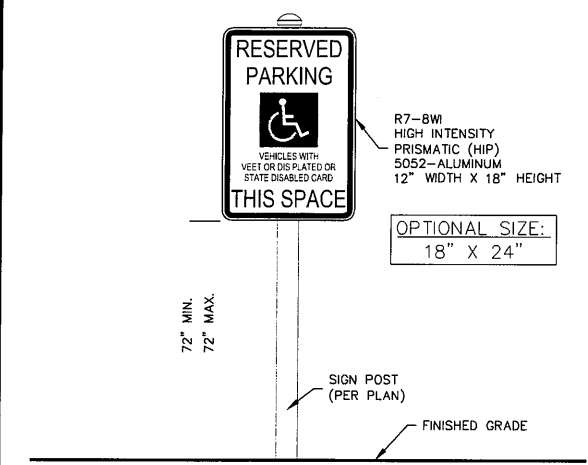 RESERVED
PARKING
VEHICLES WITH
VEET OR DIS PLATED OR
STATE DISABLED CARD
THIS SPACE
R7-8WI
HIGH INTENSITY
PRISMATIC (HIP)
5052-ALUMINUM
12" WIDTH X 18" HEIGHT
OPTIONAL SIZE:
18" X 24"
72" MIN.
72" MAX.
SIGN POST
(PER PLAN)
FINISHED GRADE